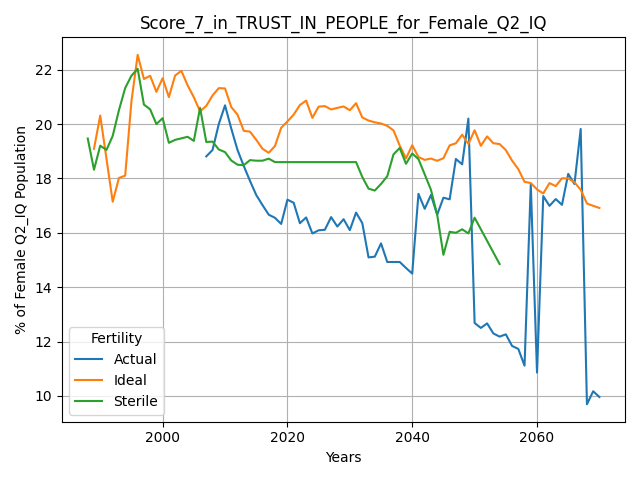 Score_7_in_TRUST_IN_PEOPLE_for_Female_Q2_IQ
% of Female Q2_IQ Population
22
20
18
16
14
12
10
Fertility
Actual
Ideal
Sterile
2000 2020 2040 2060
Years